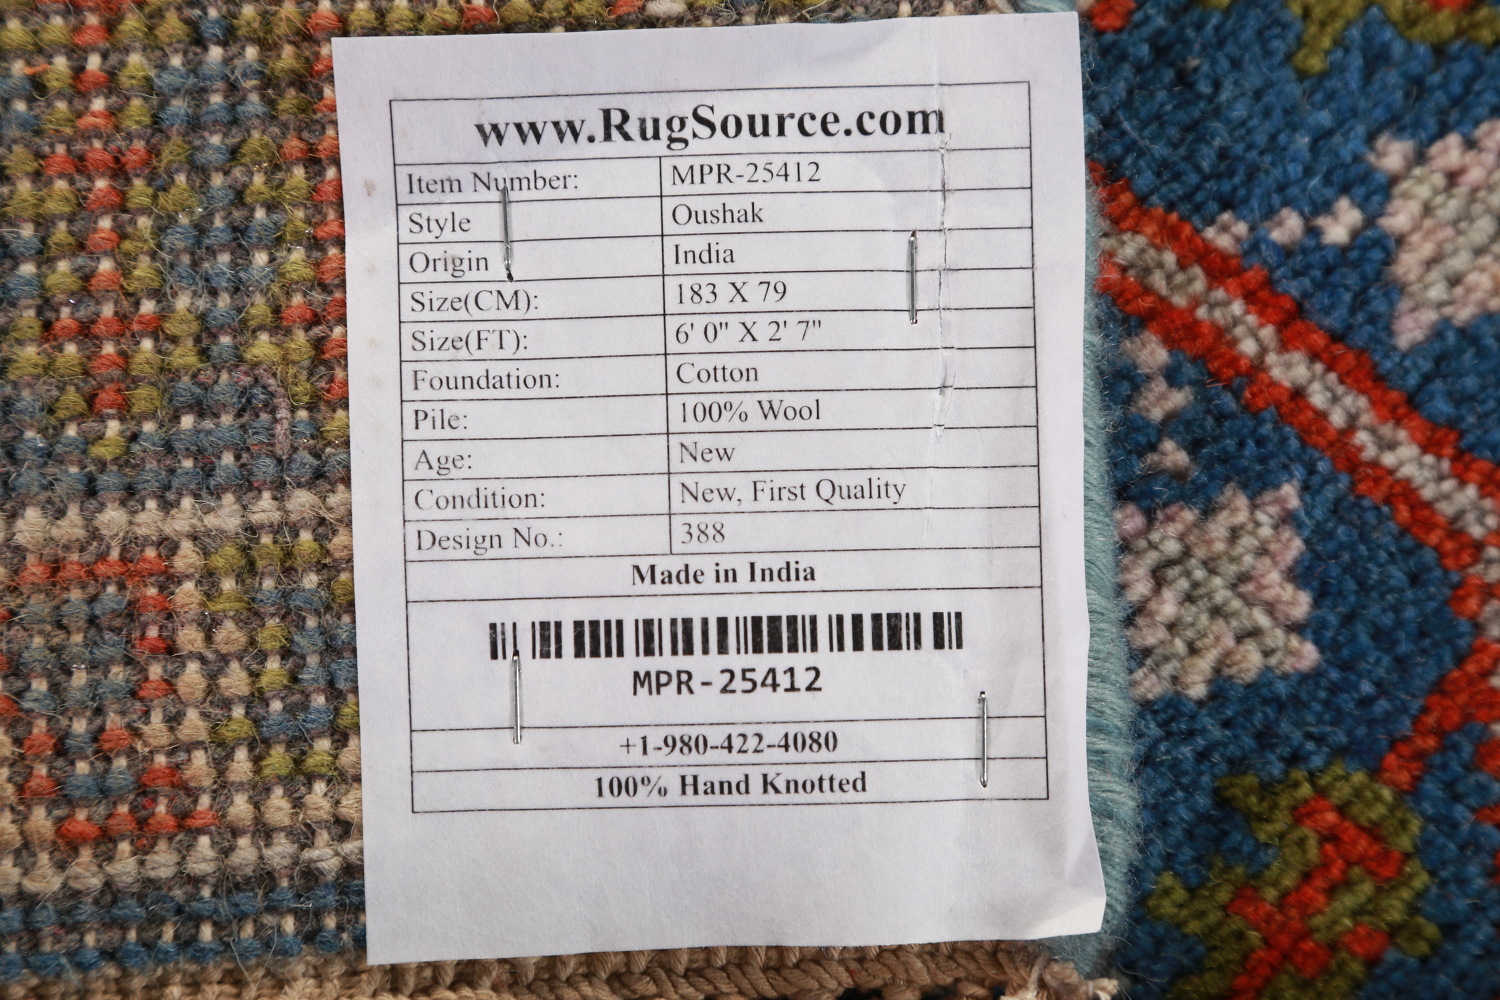 www.RugSource.com
Item Number: MPR-25412
Style Oushak
Origin India
Size(CM): 183 X 79
Size(FT): 6' 0" X 2' 7"
Foundation: Cotton
Pile: 100% Wool
Age: New
Condition: New, First Quality
Design No.: 388
Made in India
MPR-25412
+1-980-422-4080
100% Hand Knotted